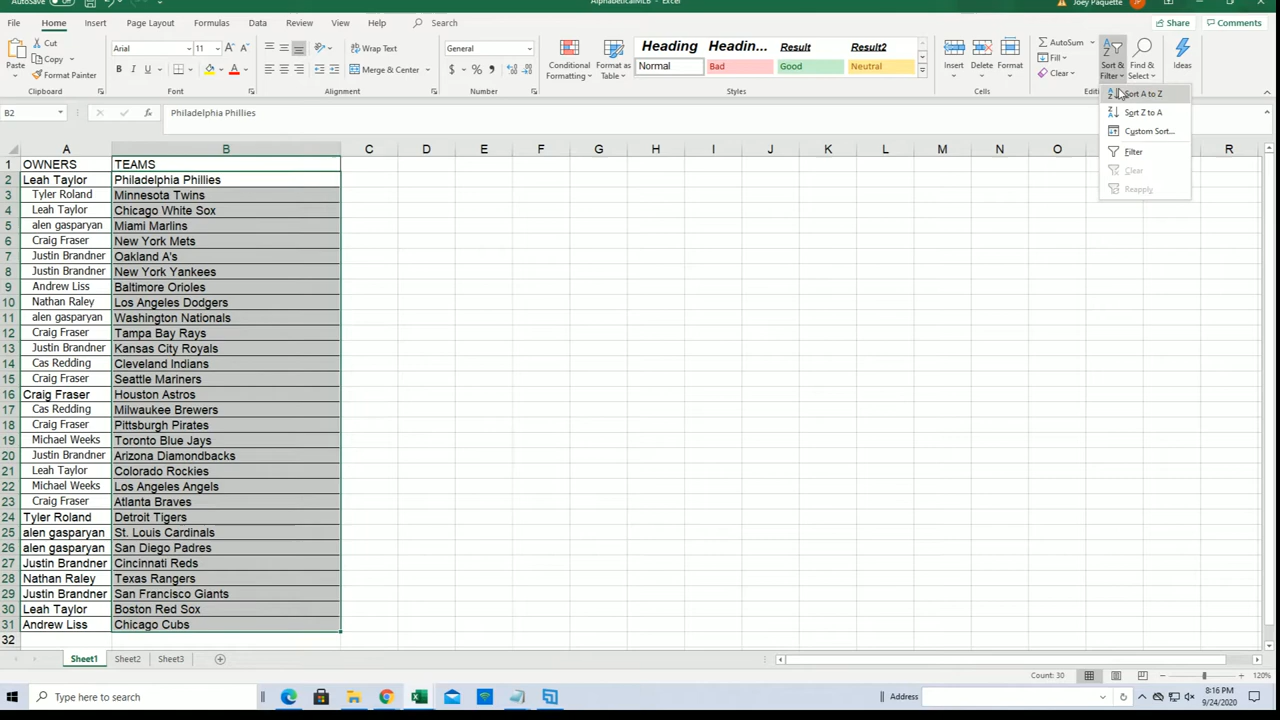 AutoSave Off AlphabeticalMLB - Excel Joey Paquette JP
File Home Insert Page Layout Formulas Data Review View Help Search Share Comments
Paste Cut Copy Format Painter Clipboard
Arial 11 A A B I U A Font
Wrap Text Merge & Center Alignment
General $ % , Number
Conditional Formatting Format as Table
Heading Headin... Result Result2
Normal Bad Good Neutral
Styles
Insert Delete Format Cells
AutoSum Fill Clear Sort & Filter Find & Select Ideas
Editi
Sort A to Z
Sort Z to A
Custom Sort...
Filter
Clear
Reapply
B2 fx Philadelphia Phillies
A B C D E F G H I J K L M N O P Q R
1 OWNERS TEAMS
2 Leah Taylor Philadelphia Phillies
3 Tyler Roland Minnesota Twins
4 Leah Taylor Chicago White Sox
5 alen gasparyan Miami Marlins
6 Craig Fraser New York Mets
7 Justin Brandner Oakland A's
8 Justin Brandner New York Yankees
9 Andrew Liss Baltimore Orioles
10 Nathan Raley Los Angeles Dodgers
11 alen gasparyan Washington Nationals
12 Craig Fraser Tampa Bay Rays
13 Justin Brandner Kansas City Royals
14 Cas Redding Cleveland Indians
15 Craig Fraser Seattle Mariners
16 Craig Fraser Houston Astros
17 Cas Redding Milwaukee Brewers
18 Craig Fraser Pittsburgh Pirates
19 Michael Weeks Toronto Blue Jays
20 Justin Brandner Arizona Diamondbacks
21 Leah Taylor Colorado Rockies
22 Michael Weeks Los Angeles Angels
23 Craig Fraser Atlanta Braves
24 Tyler Roland Detroit Tigers
25 alen gasparyan St. Louis Cardinals
26 alen gasparyan San Diego Padres
27 Justin Brandner Cincinnati Reds
28 Nathan Raley Texas Rangers
29 Justin Brandner San Francisco Giants
30 Leah Taylor Boston Red Sox
31 Andrew Liss Chicago Cubs
32
Sheet1 Sheet2 Sheet3
Count: 30 120%
Type here to search Address 8:16 PM
9/24/2020